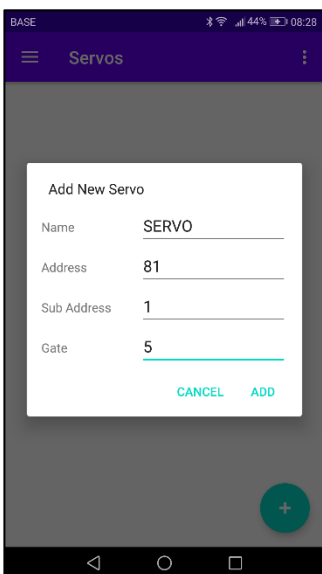 BASE 44% 08:28
Servos
Add New Servo
Name SERVO
Address 81
Sub Address 1
Gate 5
CANCEL ADD
+